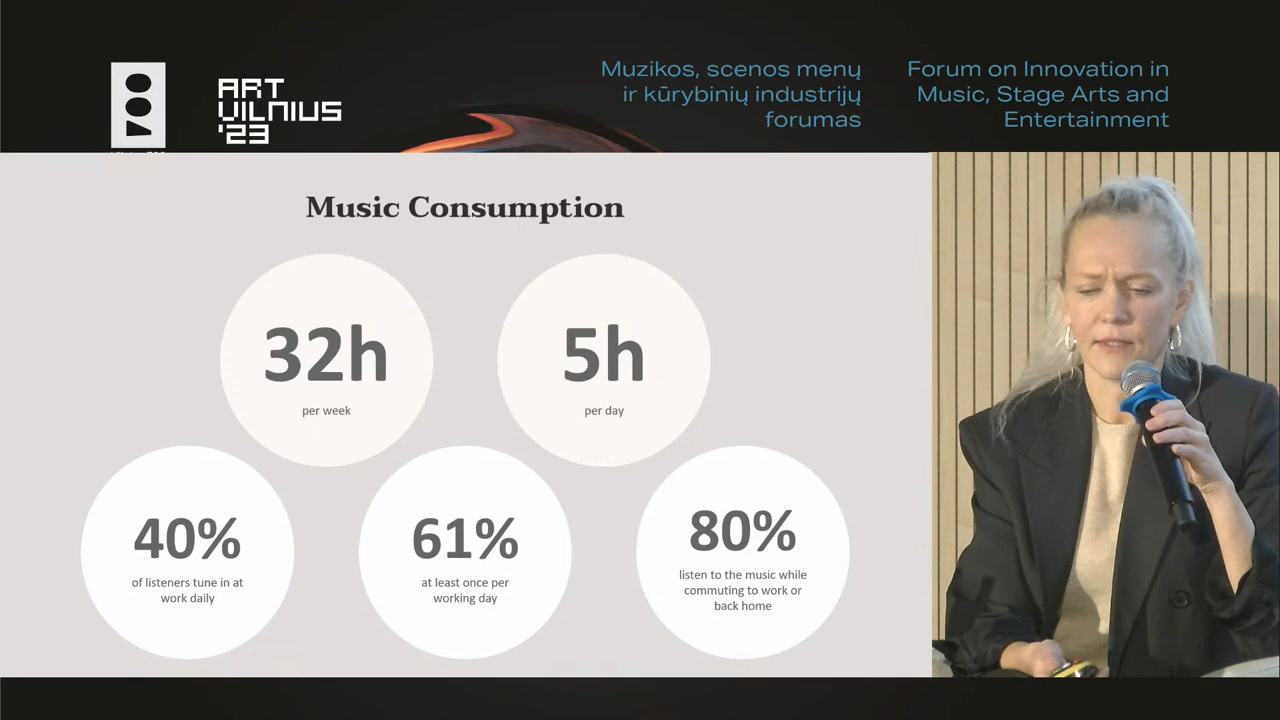 ART
VILNIUS
'23
Muzikos, scenos menų
ir kūrybinių industrijų
forumas
Forum on Innovation in
Music, Stage Arts and
Entertainment
Music Consumption
32h
per week
5h
per day
40%
of listeners tune in at
work daily
61%
at least once per
working day
80%
listen to the music while
commuting to work or
back home